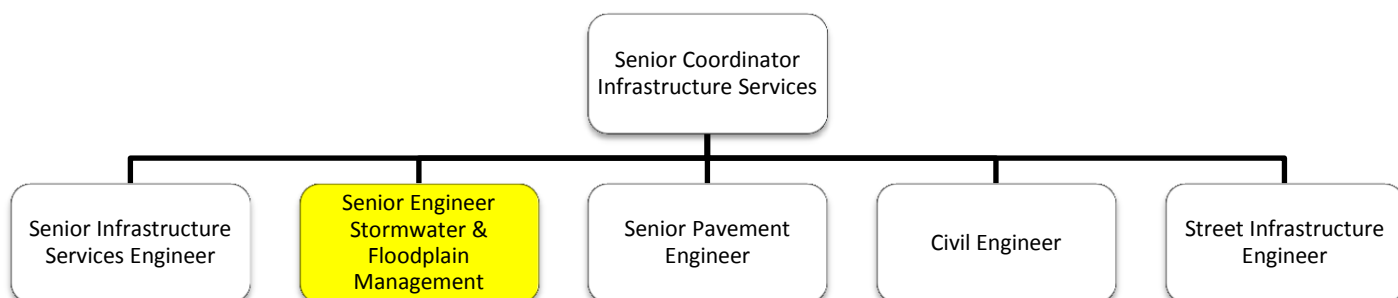 Senior Coordinator
Infrastructure Services
Senior Infrastructure
Services Engineer
Senior Engineer
Stormwater &
Floodplain
Management
Senior Pavement
Engineer
Civil Engineer
Street Infrastructure
Engineer